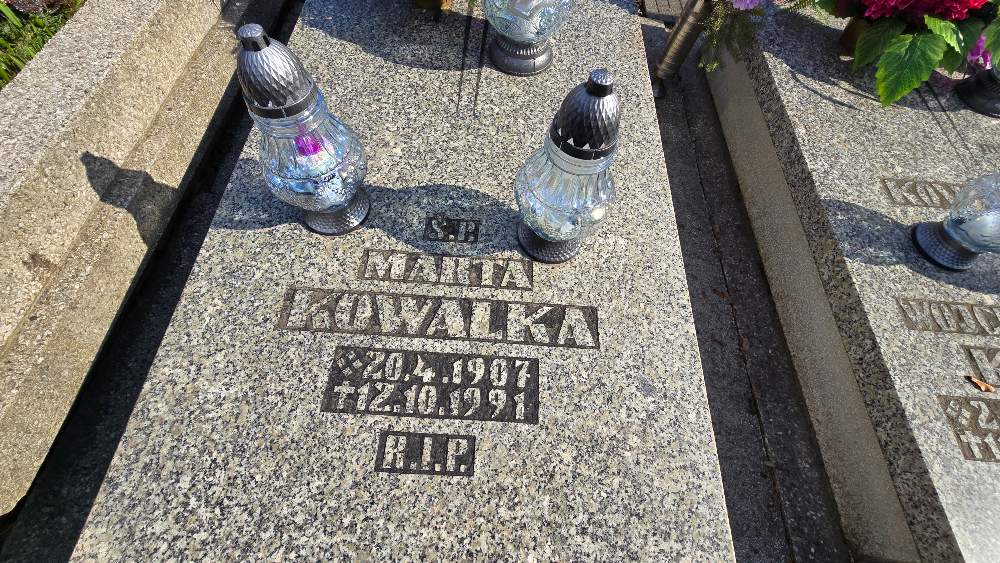 Ś.P.
MARTA
KOWALKA
20.4.1907
†12.10.1991
R.I.P.